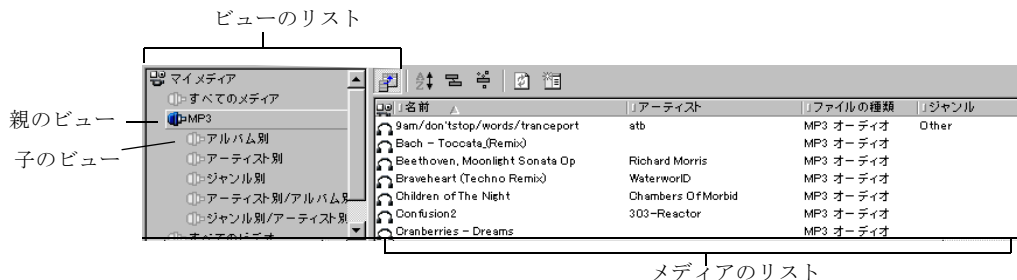 ビューのリスト
マイ メディア
すべてのメディア
親のビュー
MP3
子のビュー
アルバム別
アーティスト別
ジャンル別
アーティスト別/アルバム別
ジャンル別/アーティスト別
すべてのビデオ
名前 アーティスト ファイルの種類 ジャンル
9am/don'tstop/words/tranceport atb MP3 オーディオ Other
Bach - Toccata_(Remix) MP3 オーディオ
Beethoven, Moonlight Sonata Op Richard Morris MP3 オーディオ
Braveheart (Techno Remix) WaterworlD MP3 オーディオ
Children of The Night Chambers Of Morbid MP3 オーディオ
Confusion2 303-Reactor MP3 オーディオ
Cranberries - Dreams MP3 オーディオ
メディアのリスト